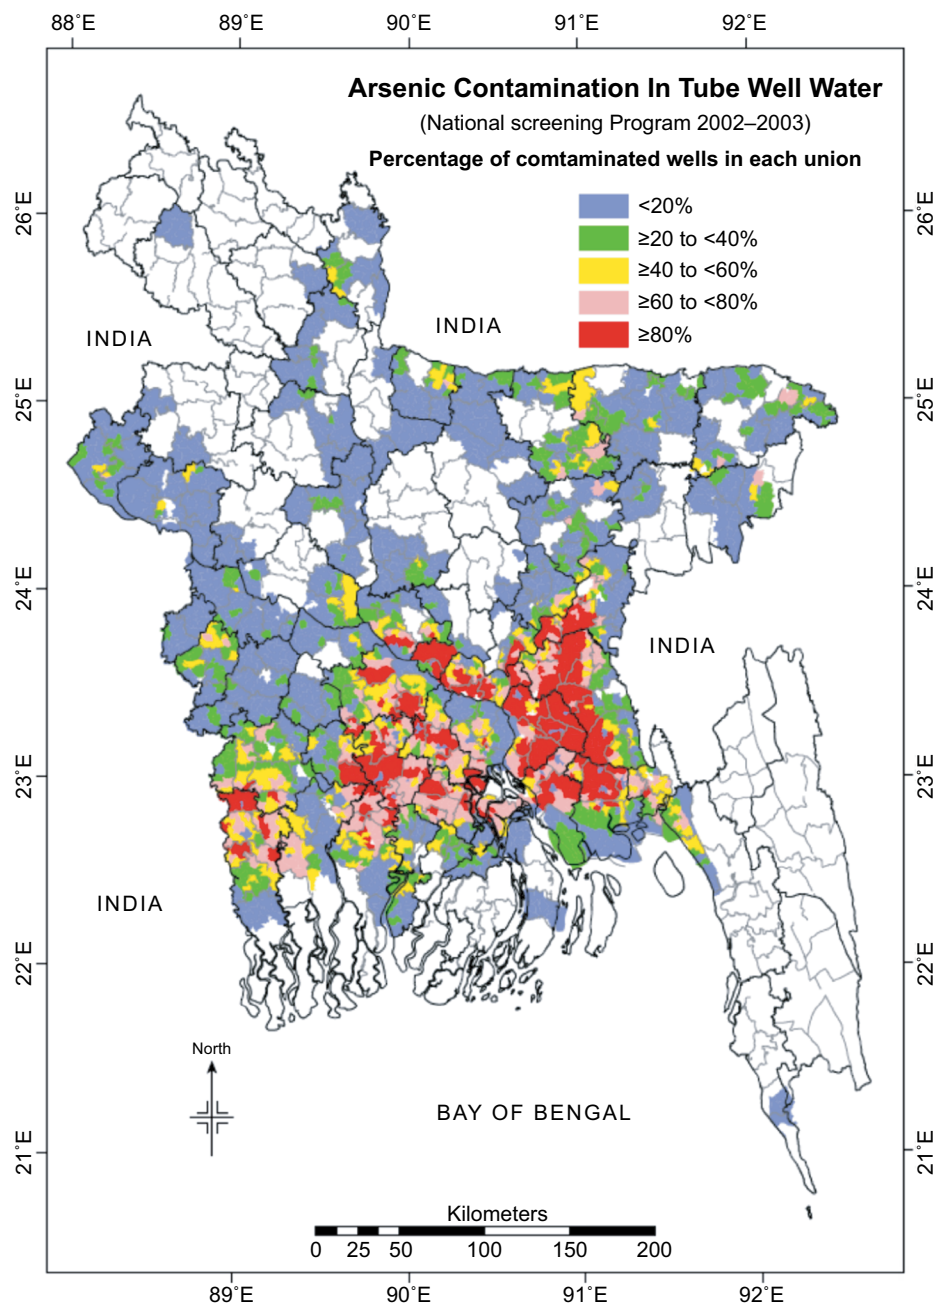 88°E 89°E 90°E 91°E 92°E
Arsenic Contamination In Tube Well Water
(National screening Program 2002–2003)
Percentage of comtaminated wells in each union
<20%
≥20 to <40%
≥40 to <60%
≥60 to <80%
≥80%
26°E 26°E
INDIA
INDIA
25°E 25°E
24°E 24°E
INDIA
23°E 23°E
INDIA
22°E 22°E
North
BAY OF BENGAL
21°E 21°E
Kilometers
0 25 50 100 150 200
89°E 90°E 91°E 92°E